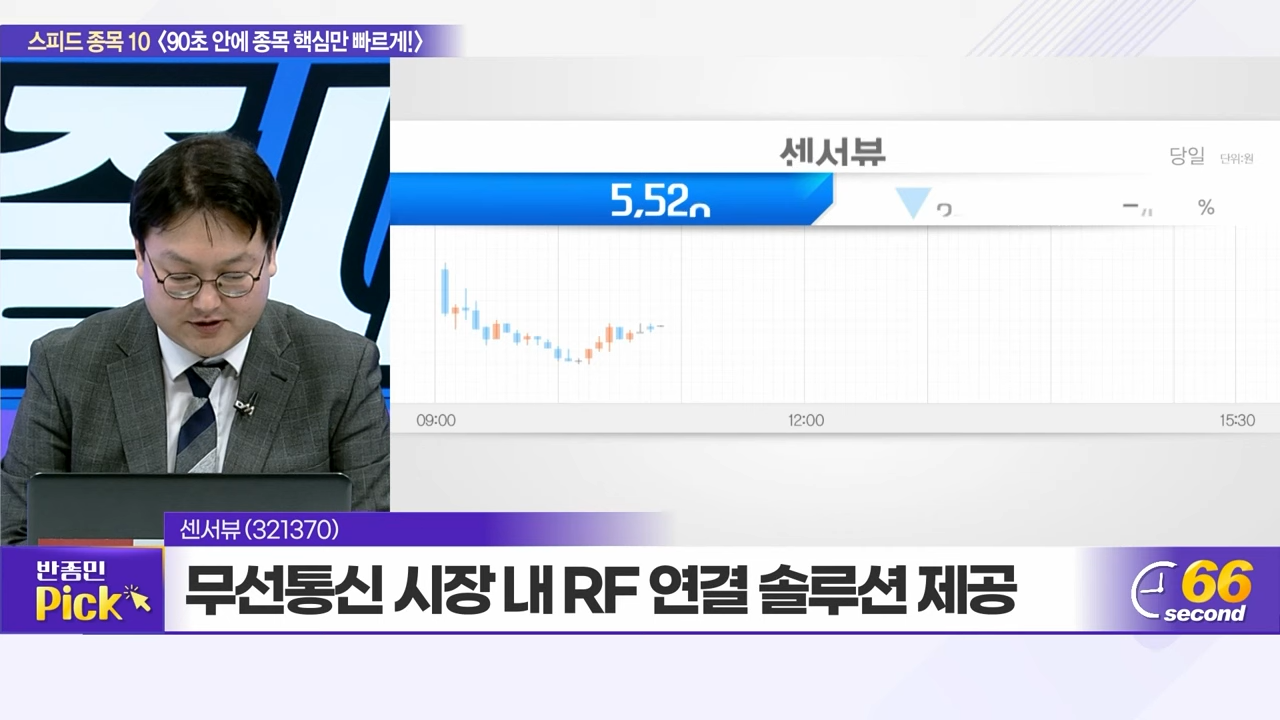 스피드 종목 10 〈90초 안에 종목 핵심만 빠르게!〉
센서뷰
당일 단위:원
%
09:00 12:00 15:30
센서뷰(321370)
반종민
Pick
무선통신 시장 내 RF 연결 솔루션 제공
66
second